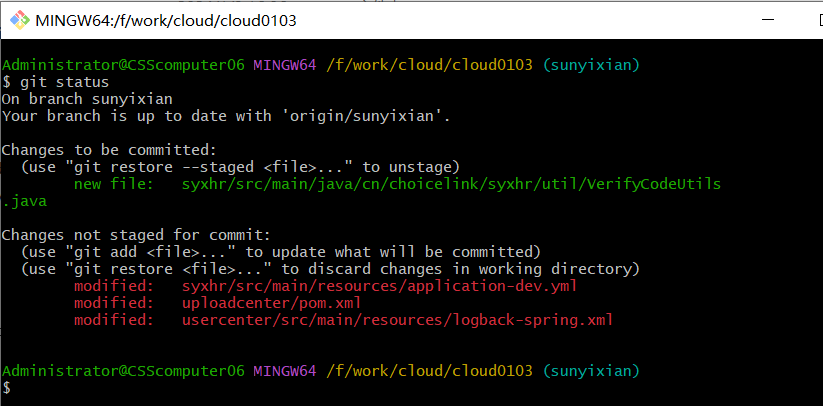 MINGW64:/f/work/cloud/cloud0103
Administrator@CSScomputer06 MINGW64 /f/work/cloud/cloud0103 (sunyixian)
$ git status
On branch sunyixian
Your branch is up to date with 'origin/sunyixian'.
Changes to be committed:
  (use "git restore --staged <file>..." to unstage)
        new file:   syxhr/src/main/java/cn/choicelink/syxhr/util/VerifyCodeUtils
.java
Changes not staged for commit:
  (use "git add <file>..." to update what will be committed)
  (use "git restore <file>..." to discard changes in working directory)
        modified:   syxhr/src/main/resources/application-dev.yml
        modified:   uploadcenter/pom.xml
        modified:   usercenter/src/main/resources/logback-spring.xml
Administrator@CSScomputer06 MINGW64 /f/work/cloud/cloud0103 (sunyixian)
$